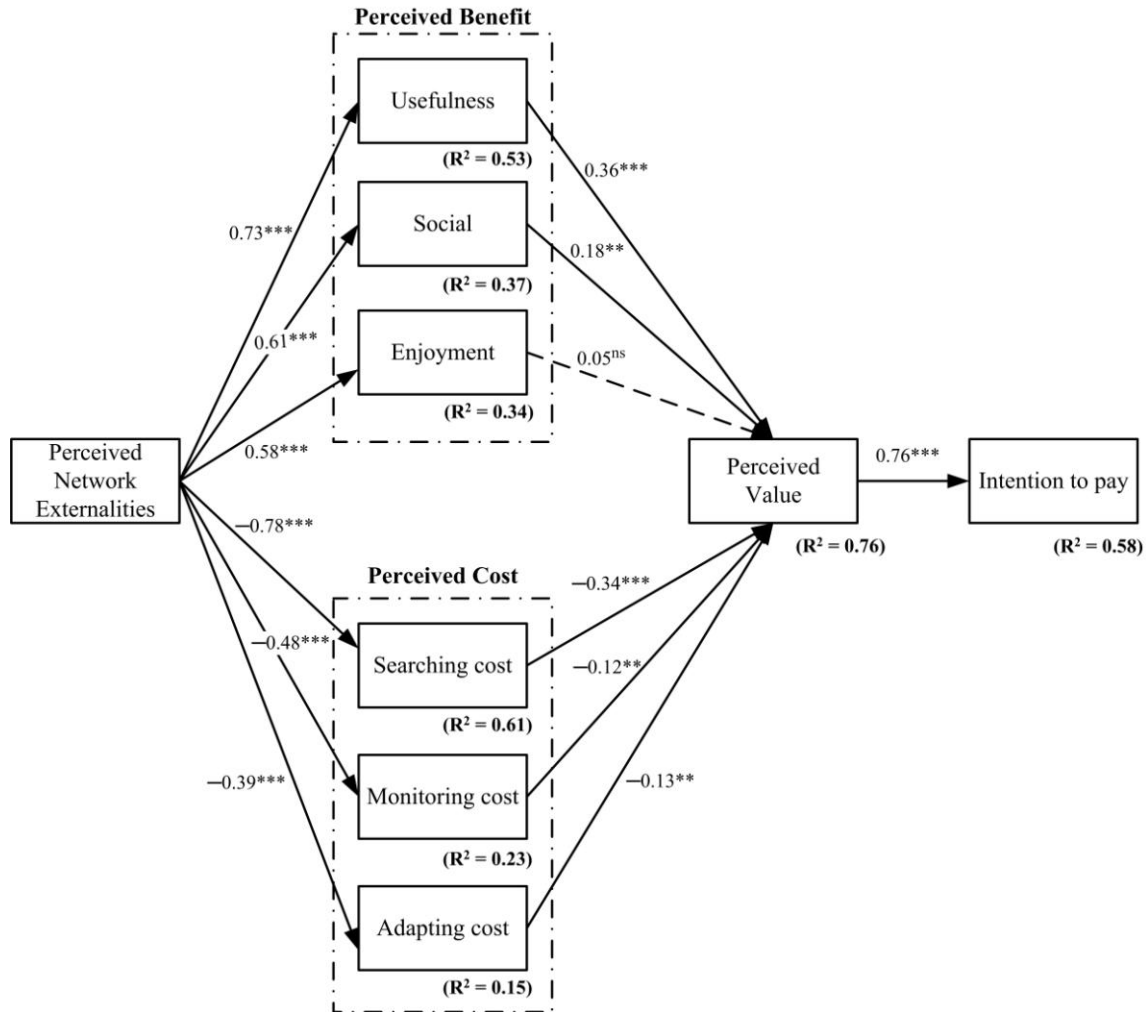 Perceived Benefit
Usefulness
(R² = 0.53)
0.36***
Social
0.73***
0.18**
(R² = 0.37)
Enjoyment
0.61***
0.05ns
(R² = 0.34)
0.58***
Perceived
Network
Externalities
Perceived
Value
0.76***
Intention to pay
(R² = 0.76)
(R² = 0.58)
−0.78***
Perceived Cost
−0.34***
−0.48***
Searching cost
−0.12**
(R² = 0.61)
−0.39***
Monitoring cost
−0.13**
(R² = 0.23)
Adapting cost
(R² = 0.15)